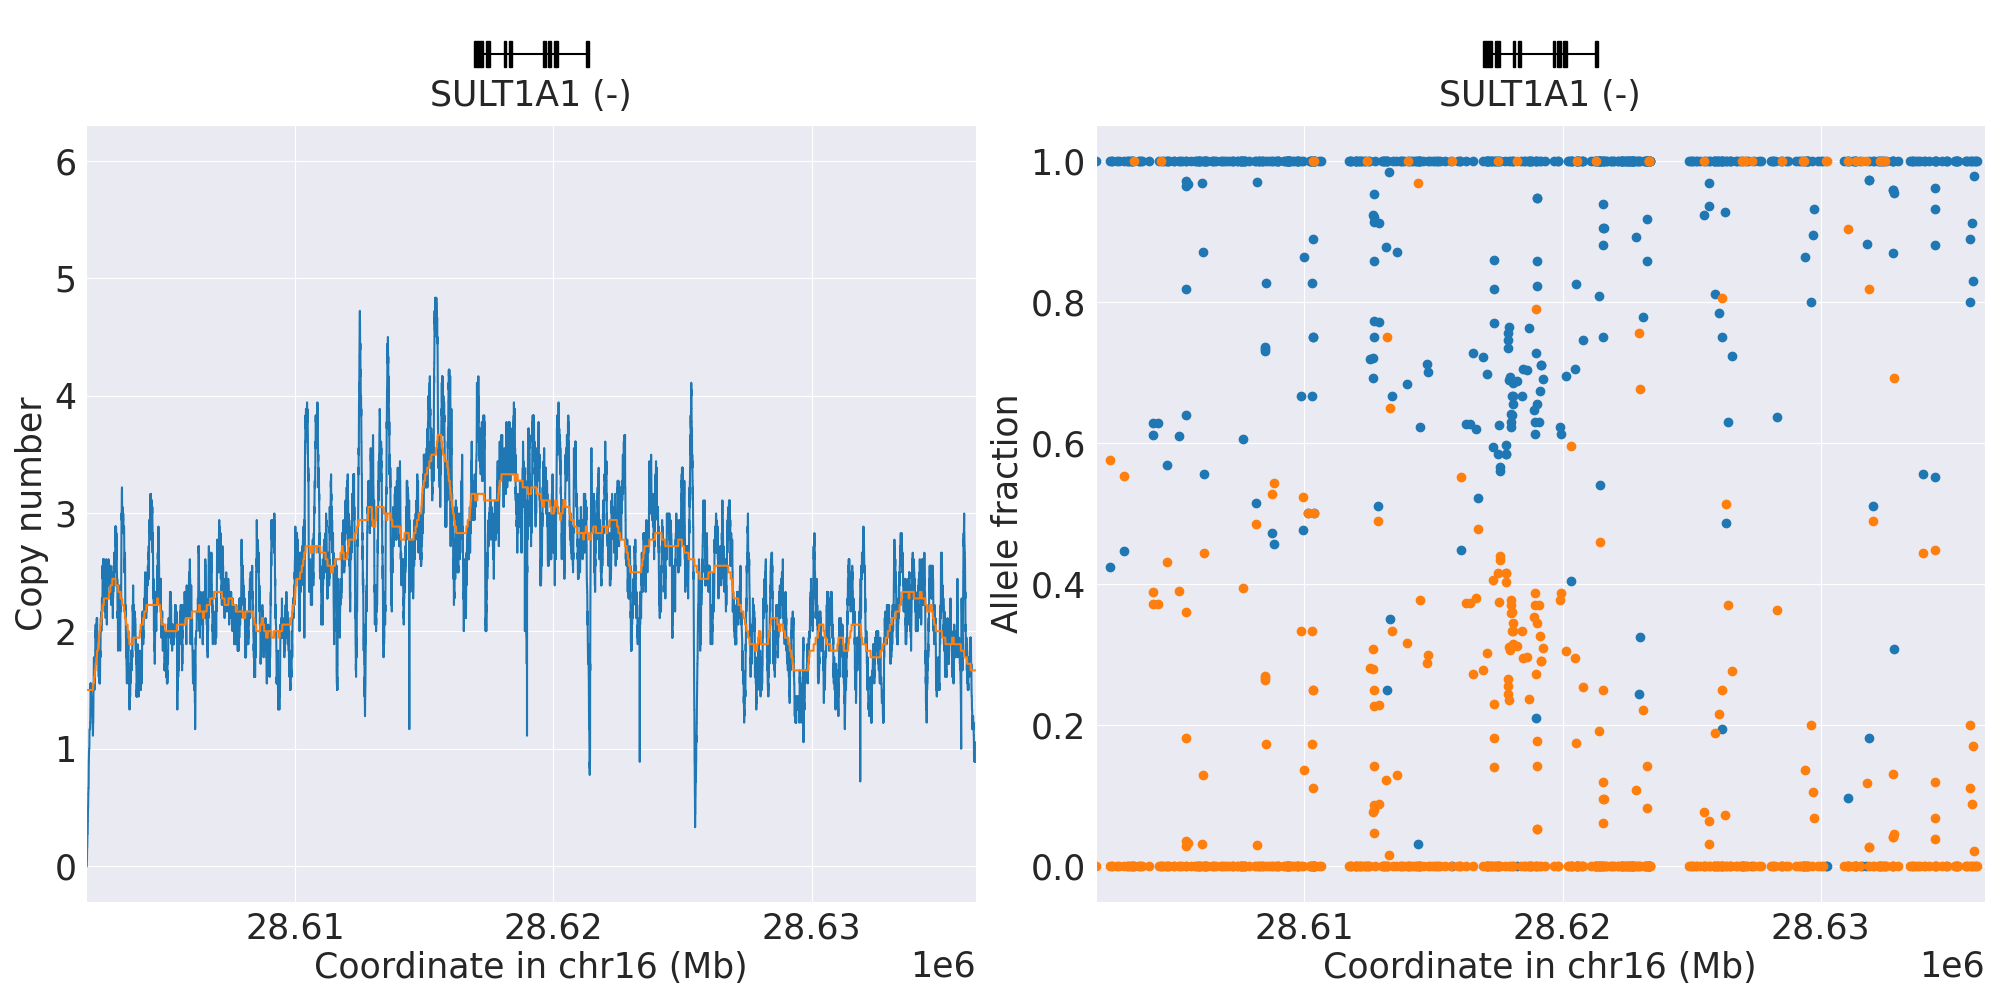 SULT1A1 (-)
6
5
4
3
2
1
0
Copy number
28.61
28.62
28.63
Coordinate in chr16 (Mb)
1e6
SULT1A1 (-)
1.0
0.8
0.6
0.4
0.2
0.0
Allele fraction
28.61
28.62
28.63
Coordinate in chr16 (Mb)
1e6